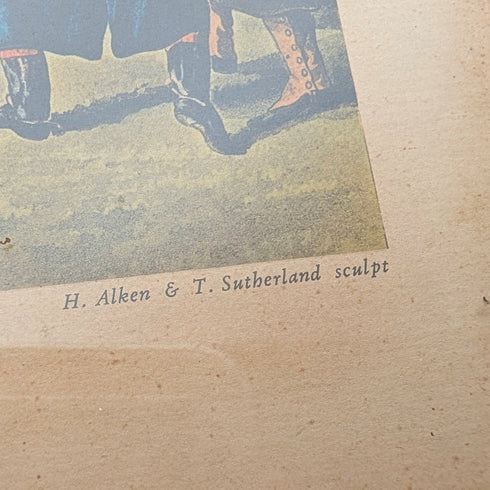 H. Alken & T. Sutherland sculpt